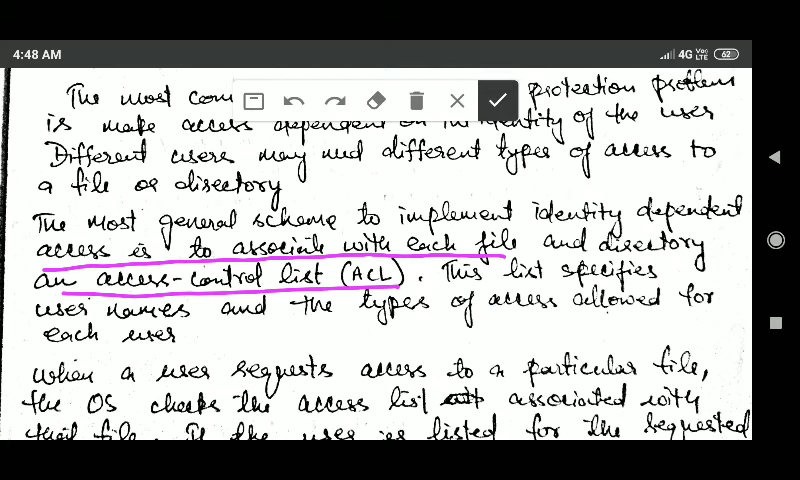 4:48 AM 4G Vo) LTE 62
The most com protection problem
is make access dependent on the identity of the user
Different users may need different types of access to
a file or directory
The most general scheme to implement identity dependent
access is to associate with each file and directory
an access-control list (ACL). This list specifies
user names and the types of access allowed for
each user
when a user requests access to a particular file,
the OS checks the access list associated with
that file. If the user is listed for the requested